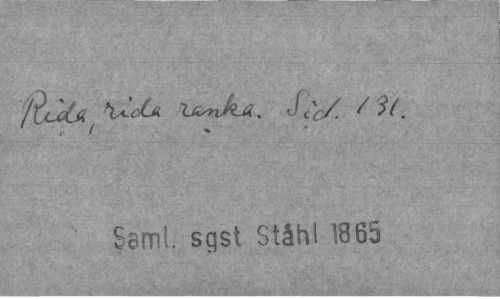 Rida, rida ranka. Sid. 131.
Saml. sgst Ståhl 1865